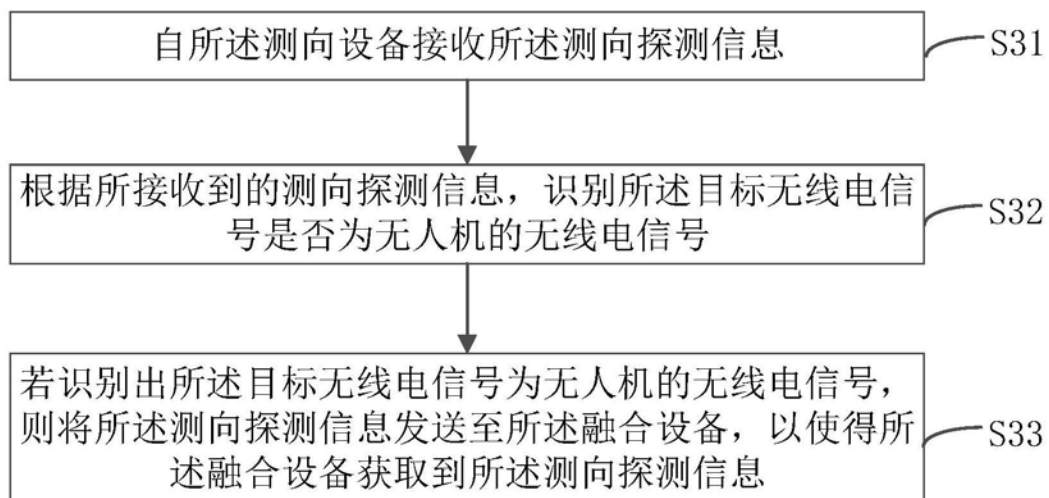 自所述测向设备接收所述测向探测信息
S31
根据所接收到的测向探测信息，识别所述目标无线电信
号是否为无人机的无线电信号
S32
若识别出所述目标无线电信号为无人机的无线电信号，
则将所述测向探测信息发送至所述融合设备，以使得所
述融合设备获取到所述测向探测信息
S33